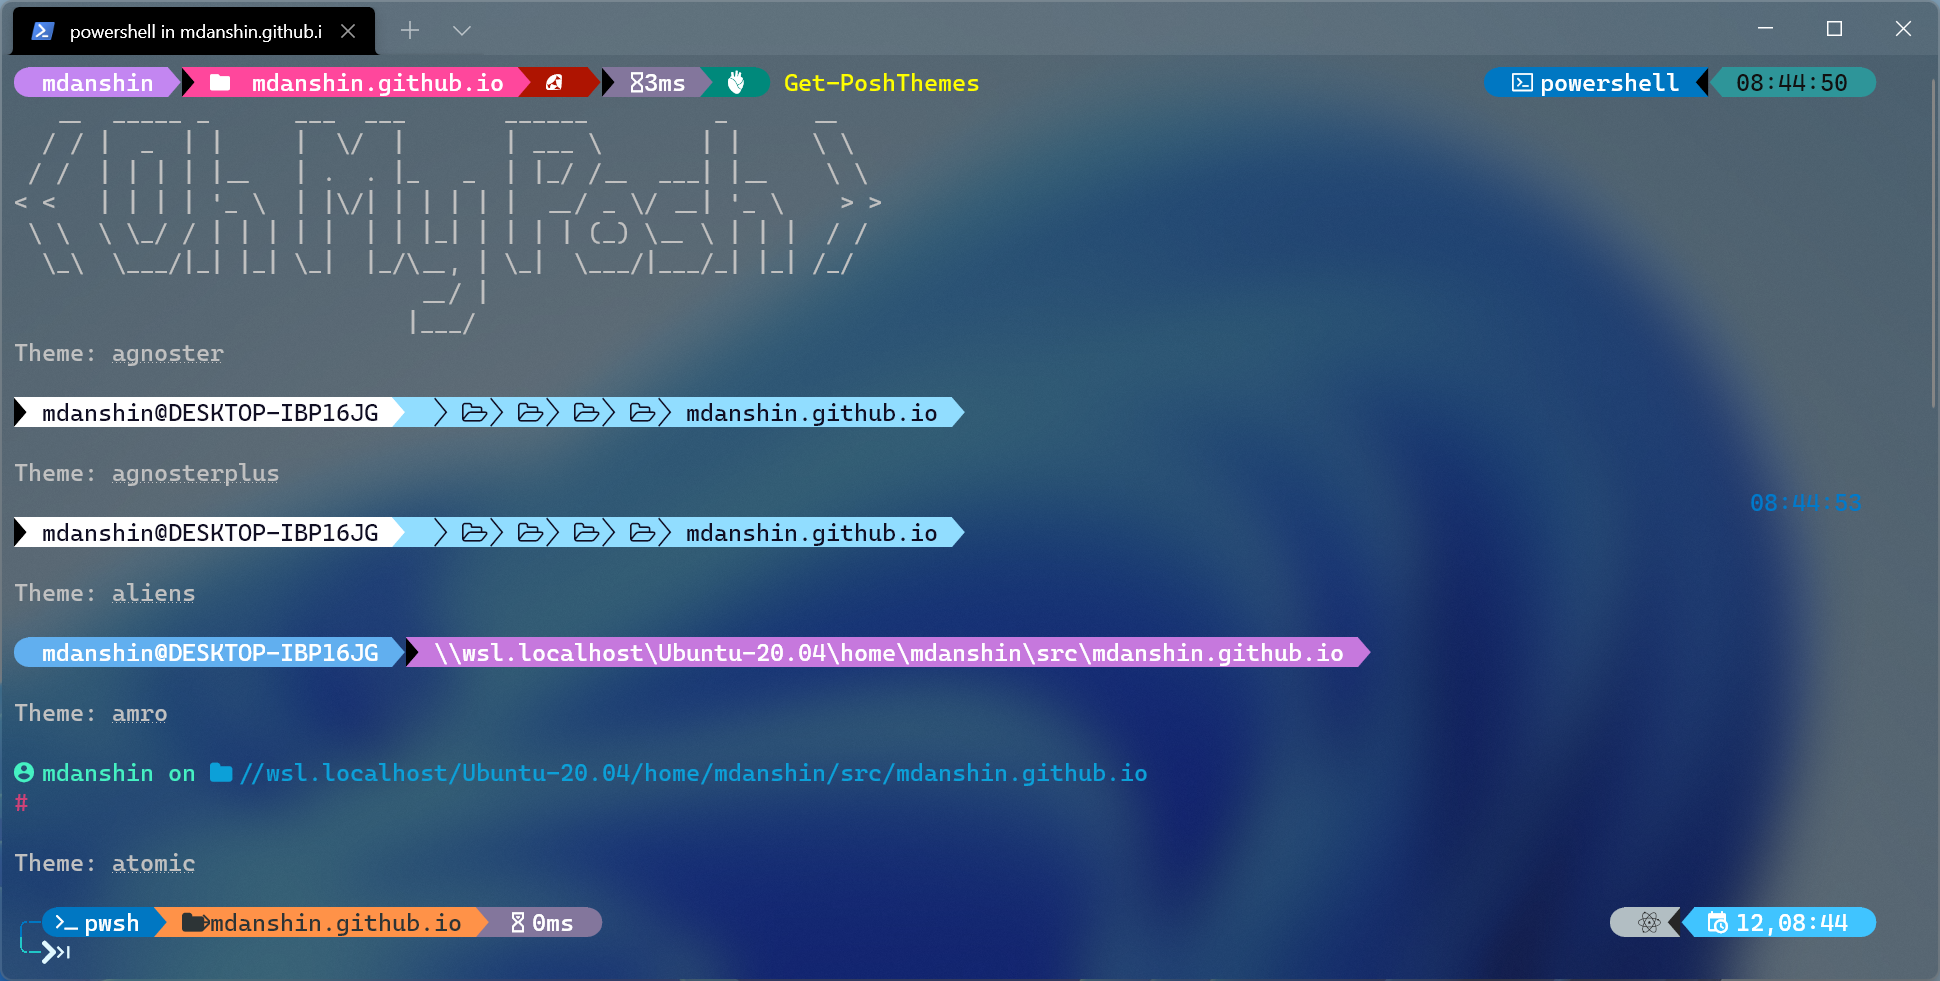 powershell in mdanshin.github.i
mdanshin mdanshin.github.io 3ms Get-PoshThemes powershell 08:44:50
Oh My Posh
Theme: agnoster
mdanshin@DESKTOP-IBP16JG mdanshin.github.io
Theme: agnosterplus
08:44:53
mdanshin@DESKTOP-IBP16JG mdanshin.github.io
Theme: aliens
mdanshin@DESKTOP-IBP16JG \\wsl.localhost\Ubuntu-20.04\home\mdanshin\src\mdanshin.github.io
Theme: amro
mdanshin on //wsl.localhost/Ubuntu-20.04/home/mdanshin/src/mdanshin.github.io
#
Theme: atomic
pwsh mdanshin.github.io 0ms 12,08:44